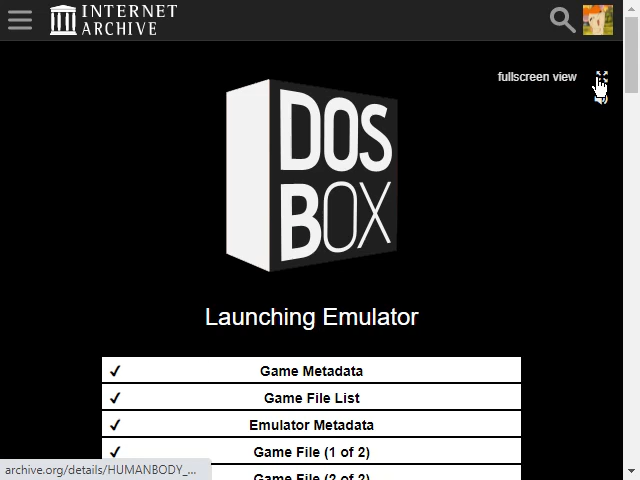 INTERNET
ARCHIVE
fullscreen view
DOS
BOX
Launching Emulator
✓ Game Metadata
✓ Game File List
✓ Emulator Metadata
✓ Game File (1 of 2)
Game File (2 of 2)
archive.org/details/HUMANBODY_...